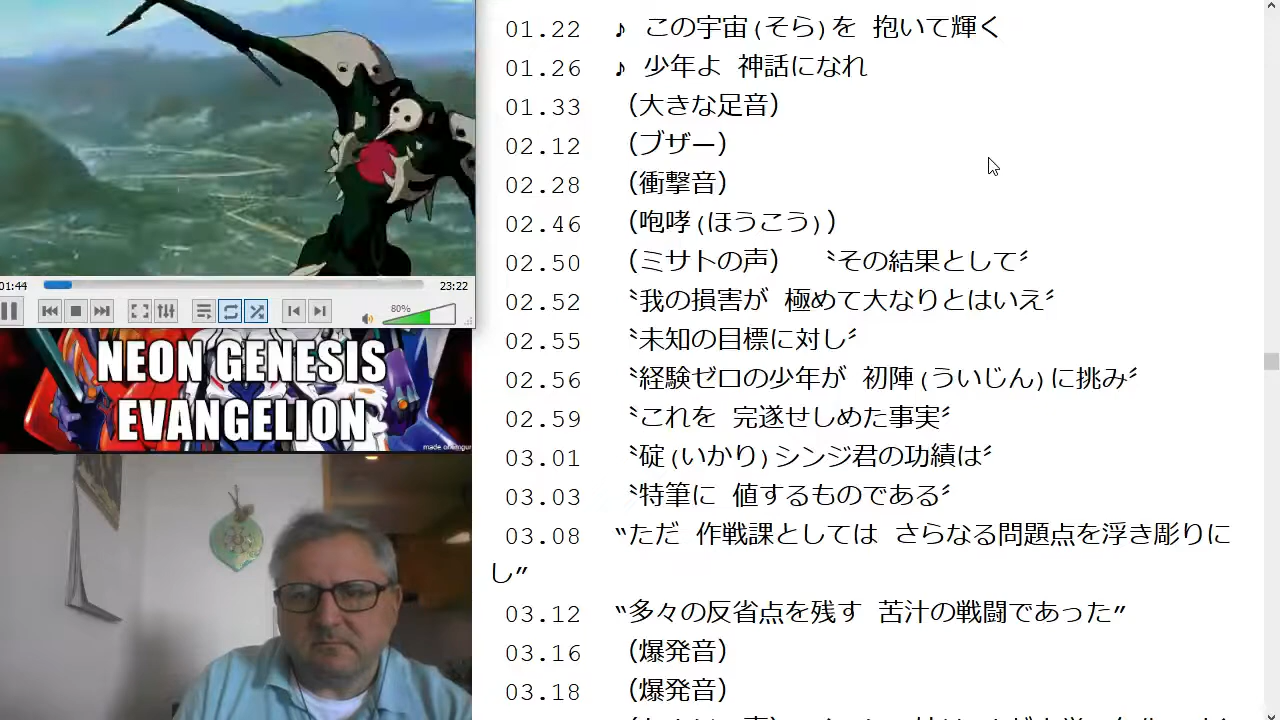 01.22 ♪ この宇宙(そら)を 抱いて輝く
01.26 ♪ 少年よ 神話になれ
01.33 (大きな足音)
02.12 (ブザー)
02.28 (衝撃音)
02.46 (咆哮(ほうこう))
02.50 (ミサトの声) 〝その結果として〞
02.52 〝我の損害が 極めて大なりとはいえ〞
02.55 〝未知の目標に対し〞
02.56 〝経験ゼロの少年が 初陣(ういじん)に挑み〞
02.59 〝これを 完遂せしめた事実〞
03.01 〝碇(いかり)シンジ君の功績は〞
03.03 〝特筆に 値するものである〞
03.08 “ただ 作戦課としては さらなる問題点を浮き彫りに
し”
03.12 “多々の反省点を残す 苦汁の戦闘であった”
03.16 (爆発音)
03.18 (爆発音)
01:44
23:22
80%
NEON GENESIS
EVANGELION